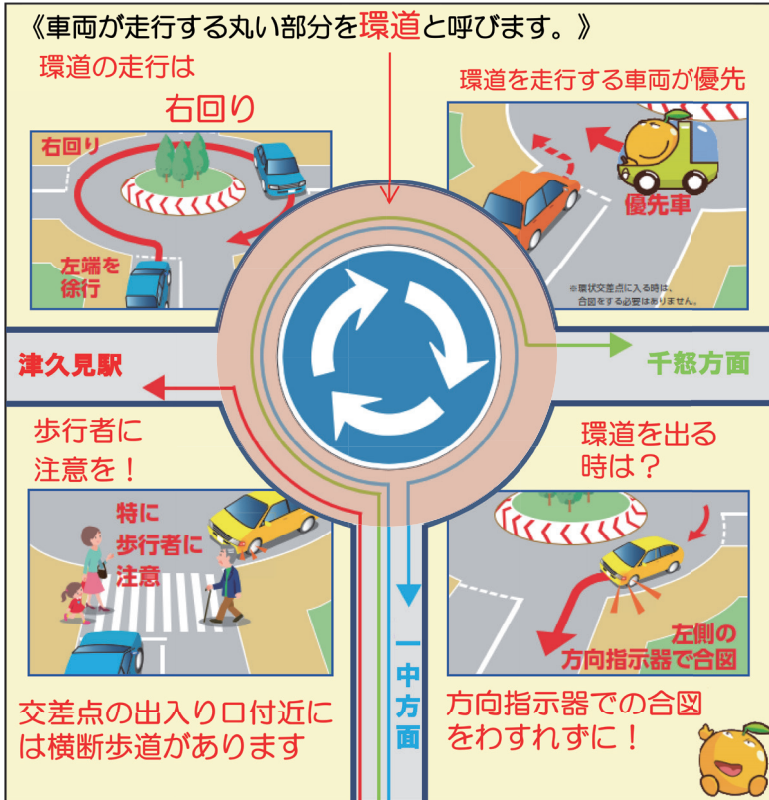 《車両が走行する丸い部分を環道と呼びます。》
環道の走行は
右回り
右回り
左端を
徐行
環道を走行する車両が優先
優先車
※環状交差点に入る時は、
合図をする必要はありません。
津久見駅
千怒方面
歩行者に
注意を！
特に
歩行者に
注意
交差点の出入り口付近に
は横断歩道があります
一中方面
環道を出る
時は？
左側の
方向指示器で合図
方向指示器での合図
をわすれずに！